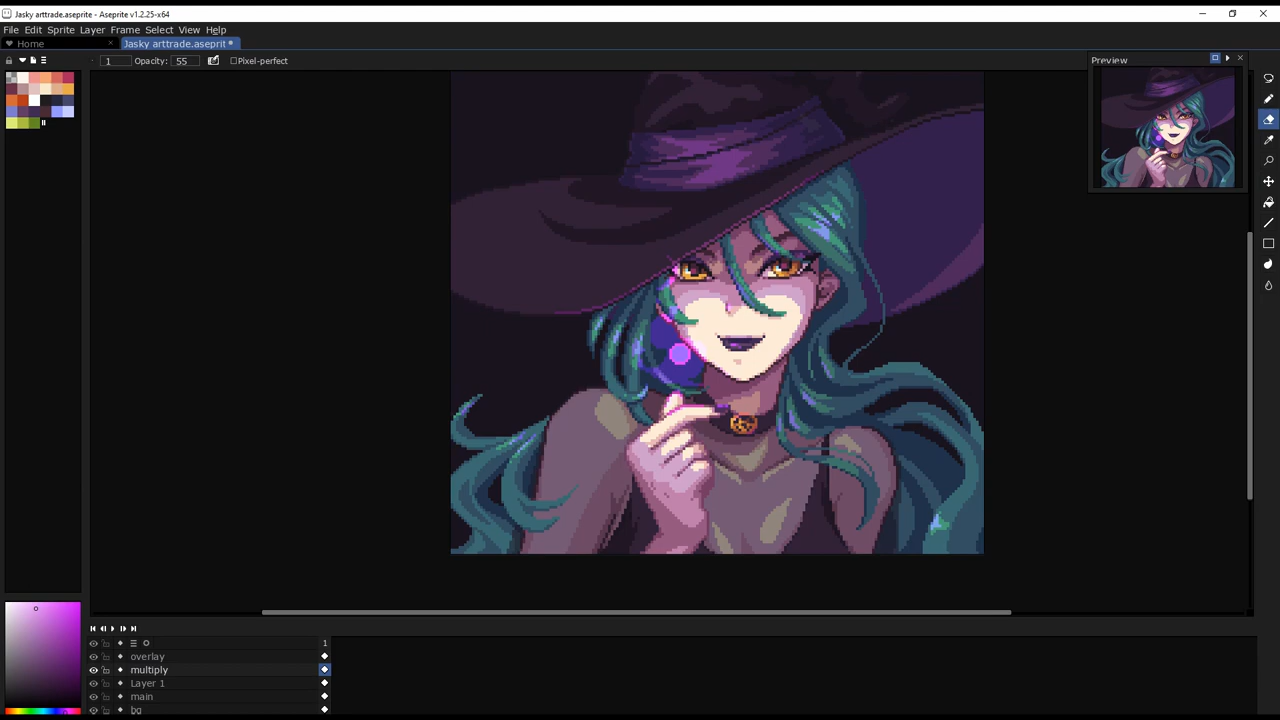 Jasky arttrade.aseprite - Aseprite v1.2.25-x64
File Edit Sprite Layer Frame Select View Help
Home
Jasky arttrade.aseprit *
1 Opacity: 55 Pixel-perfect
Preview
1
overlay
multiply
Layer 1
main
bg